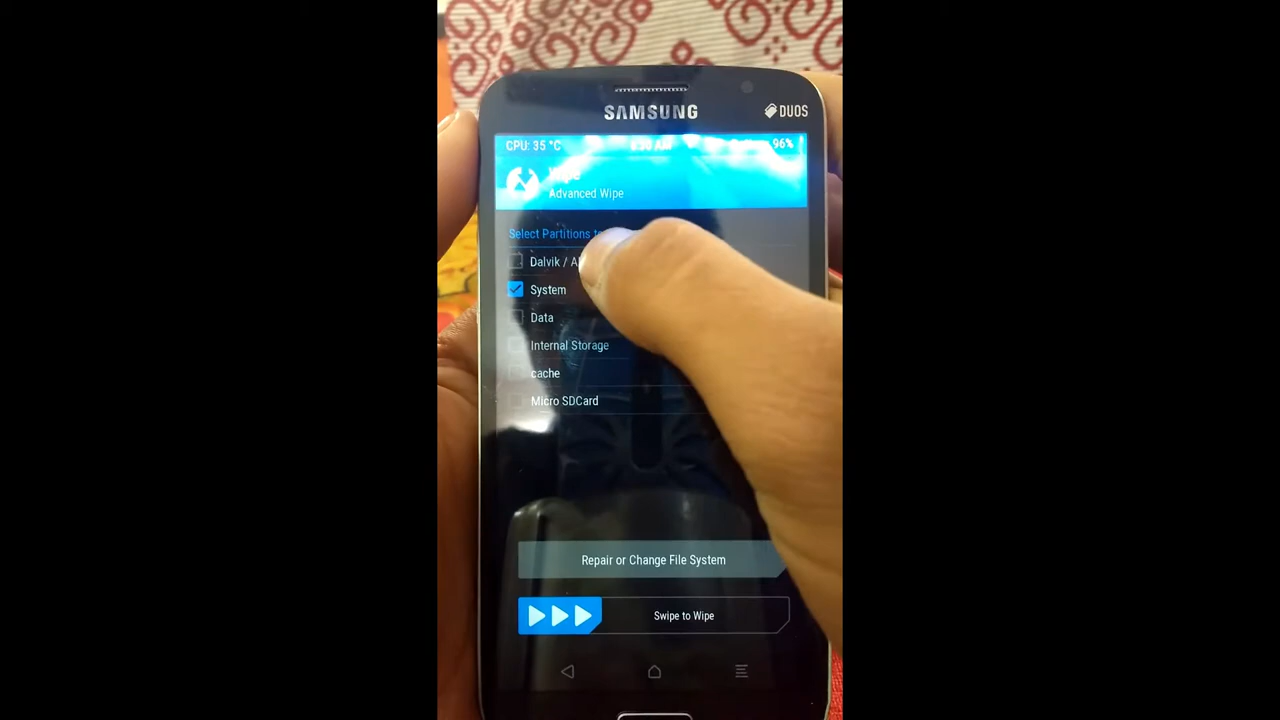 SAMSUNG
DUOS
CPU: 35 °C
96%
Wipe
Advanced Wipe
Select Partitions
Dalvik /
System
Data
Internal Storage
cache
Micro SDCard
Repair or Change File System
Swipe to Wipe